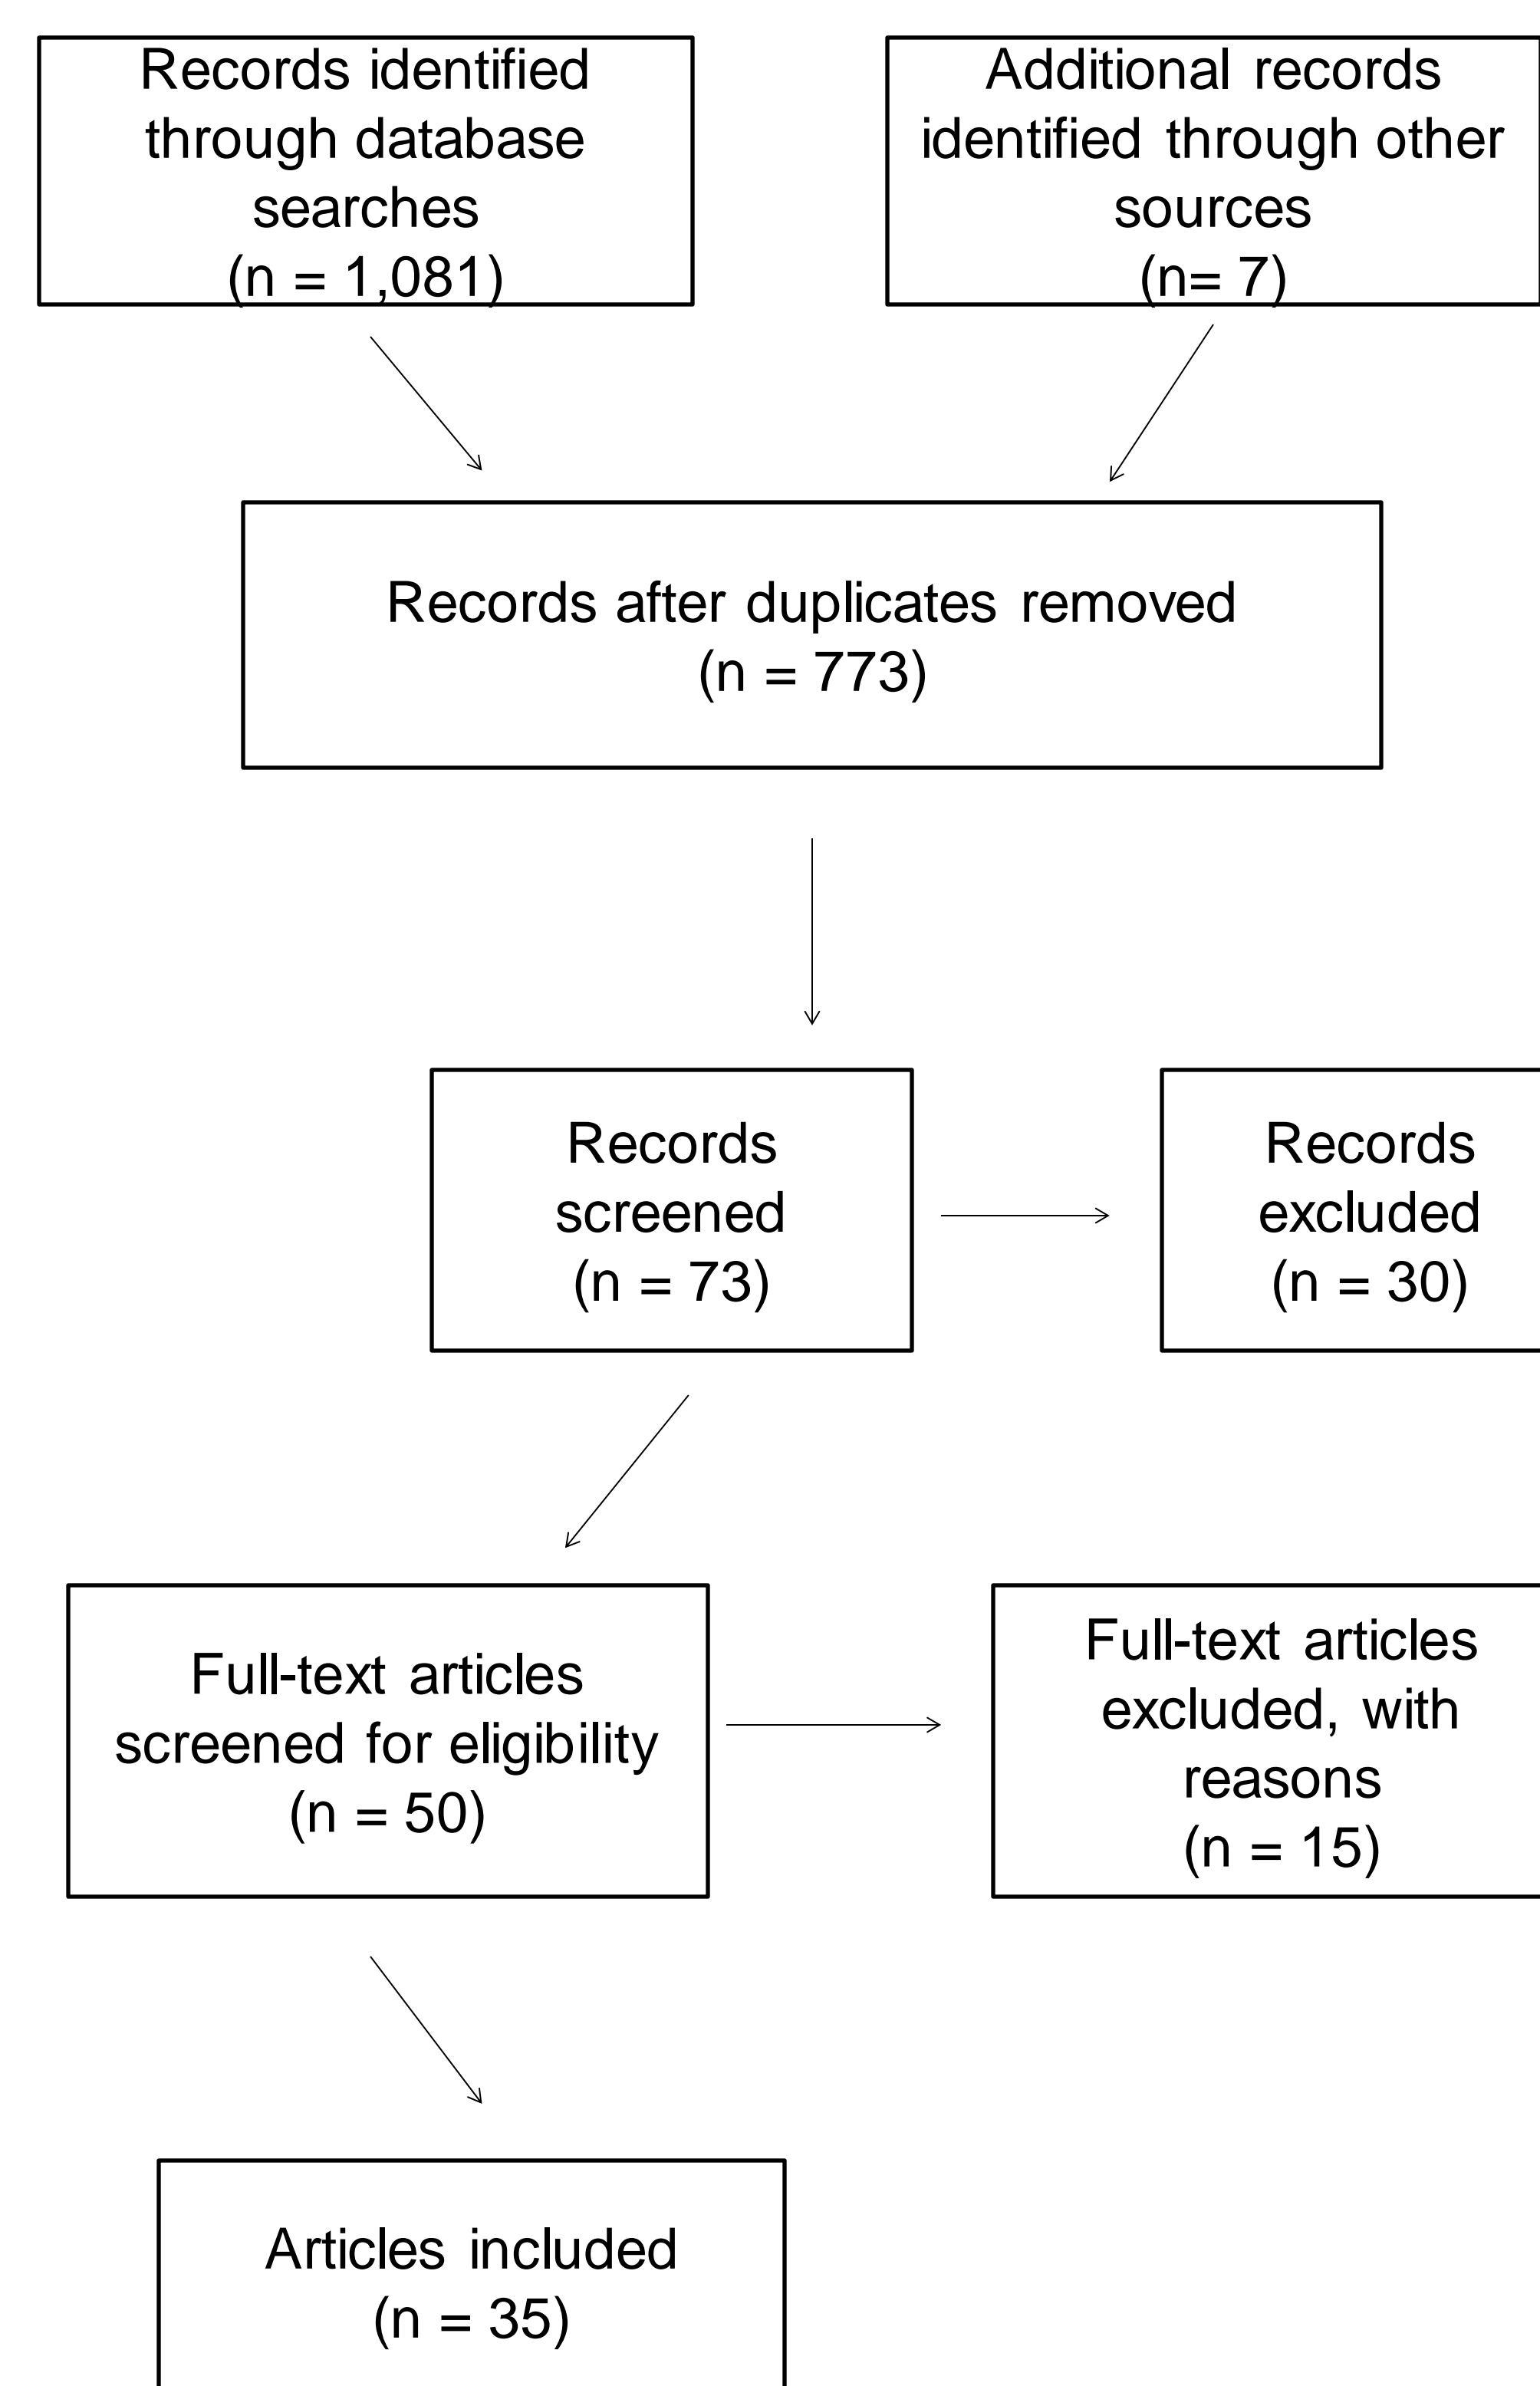 Records identified
through database
searches
(n = 1,081)
Additional records
identified through other
sources
(n= 7)
Records after duplicates removed
(n = 773)
Records
screened
(n = 73)
Records
excluded
(n = 30)
Full-text articles
screened for eligibility
(n = 50)
Full-text articles
excluded, with
reasons
(n = 15)
Articles included
(n = 35)